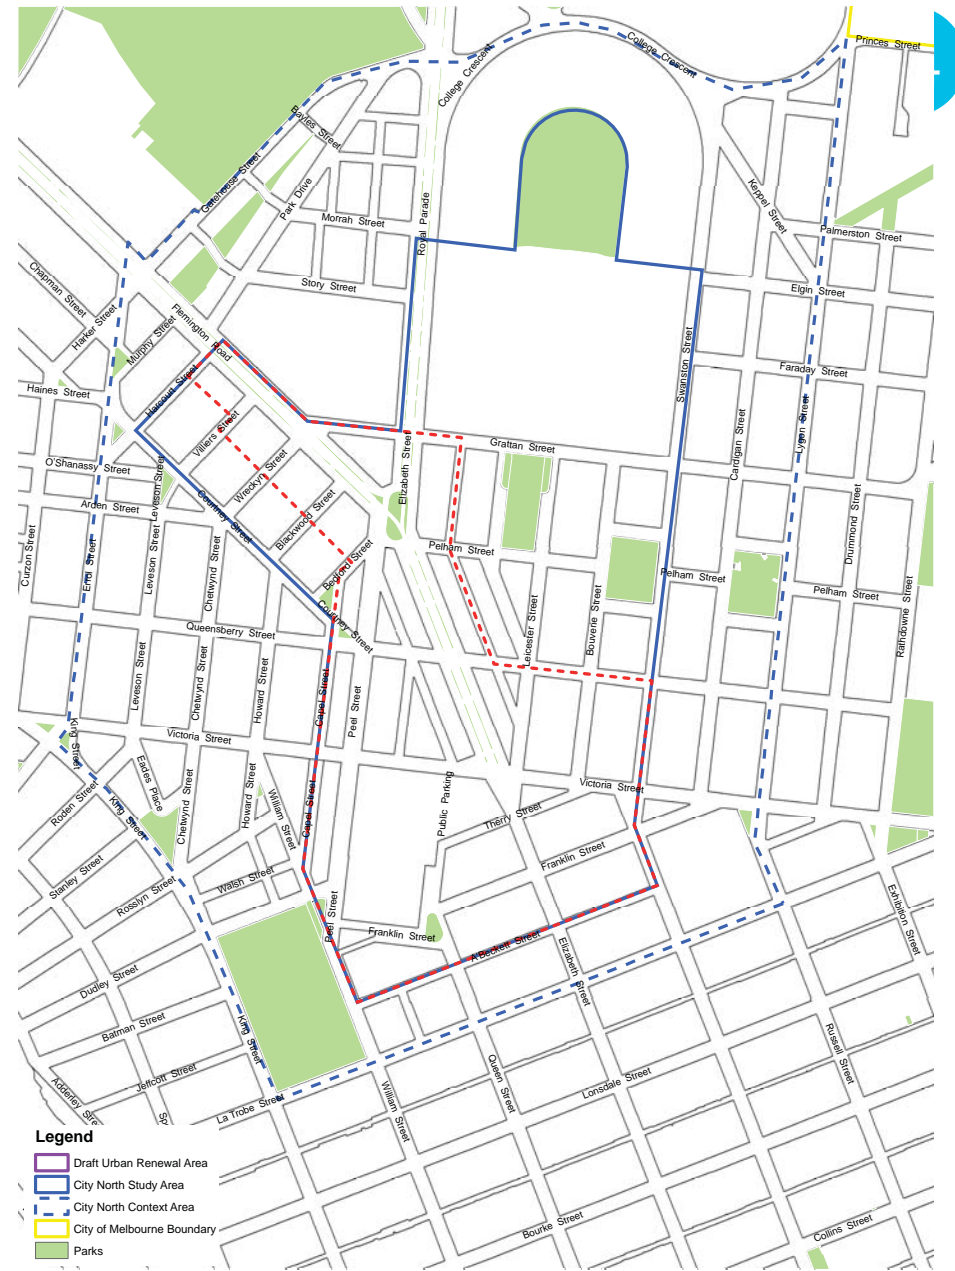 College Crescent
Princes Street
College Crescent
Bayles Street
Gatehouse Street
Park Drive
Keppel Street
Morrah Street
Royal Parade
Palmerston Street
Chapman Street
Story Street
Elgin Street
Harker Street
Flemington Road
Murphy Street
Swanston Street
Faraday Street
Haines Street
Harcourt Street
Villiers Street
Lygon Street
Cardigan Street
Grattan Street
Elizabeth Street
O'Shanassy Street
Wreckyn Street
Leveson Street
Arden Street
Courtney Street
Blackwood Street
Drummond Street
Curzon Street
Errol Street
Leveson Street
Chetwynd Street
Bedford Street
Pelham Street
Pelham Street
Pelham Street
Rathdowne Street
Leicester Street
Bouverie Street
Courtney Street
Queensberry Street
Leveson Street
Chetwynd Street
Howard Street
Capel Street
Peel Street
King Street
Victoria Street
Eades Place
Victoria Street
Public Parking
Roden Street
King Street
Chetwynd Street
Howard Street
William Street
Capel Street
Therry Street
Franklin Street
Stanley Street
Walsh Street
Rosslyn Street
Peel Street
Franklin Street
A'Beckett Street
Elizabeth Street
Exhibition Street
Dudley Street
Batman Street
King Street
Russell Street
Jeffcott Street
Adderley Stre
Spe
La Trobe Street
William Street
Queen Street
Lonsdale Street
Bourke Street
Collins Street
Legend
Draft Urban Renewal Area
City North Study Area
City North Context Area
City of Melbourne Boundary
Parks